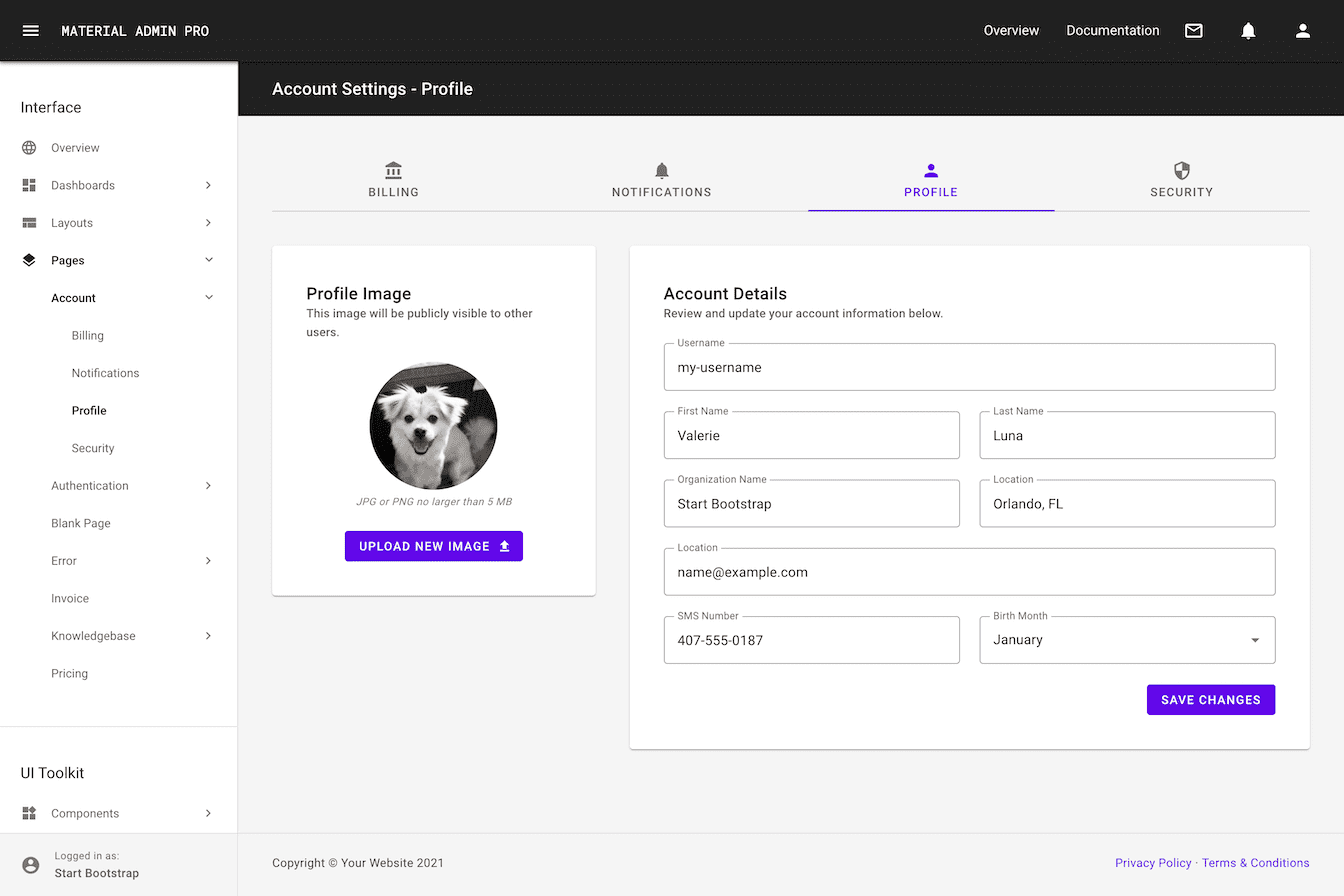 MATERIAL ADMIN PRO
Overview
Documentation
Interface
Overview
Dashboards
Layouts
Pages
Account
Billing
Notifications
Profile
Security
Authentication
Blank Page
Error
Invoice
Knowledgebase
Pricing
UI Toolkit
Components
Logged in as:
Start Bootstrap
Account Settings - Profile
BILLING
NOTIFICATIONS
PROFILE
SECURITY
Profile Image
This image will be publicly visible to other
users.
JPG or PNG no larger than 5 MB
UPLOAD NEW IMAGE
Account Details
Review and update your account information below.
Username
my-username
First Name
Valerie
Last Name
Luna
Organization Name
Start Bootstrap
Location
Orlando, FL
Location
name@example.com
SMS Number
407-555-0187
Birth Month
January
SAVE CHANGES
Copyright © Your Website 2021
Privacy Policy · Terms & Conditions